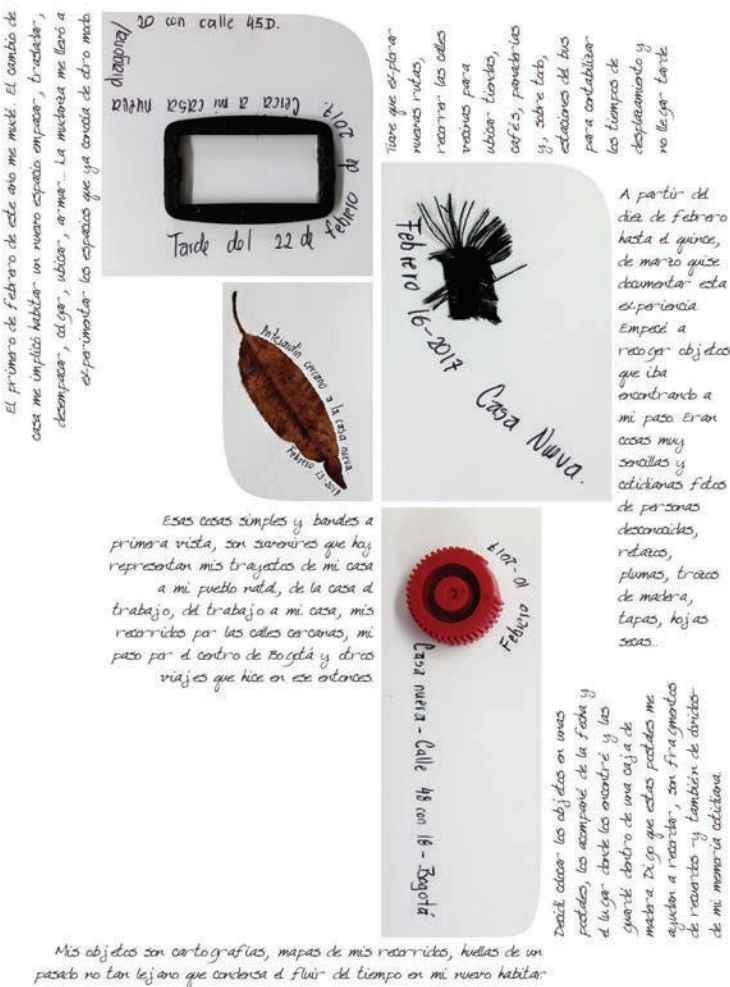 El primero de febrero de este año me mudé. El cambio de
casa me implicó habitar un nuevo espacio empacar, trasladar,
desempacar, colgar, ubicar, armar... La mudanza me llevó a
experimentar los espacios que ya conocía de otro modo
Tarde del 22 de
febrero de
2017.
Cerca a mi casa nueva
diagonal
20 con calle 45D.
Tuve que explorar
nuevas rutas,
recorrer las calles
vecinas para
ubicar tiendas,
cafés, panaderías
y, sobre todo,
estaciones del bus
para contabilizar
los tiempos de
desplazamiento y
no llegar tarde
Febrero 16-2017
Casa Nueva.
A partir del
diez de febrero
hasta el quince,
de marzo quise
documentar esta
experiencia.
Empecé a
recoger objetos
que iba
encontrando a
mi paso. Eran
cosas muy
sencillas y
cotidianas fotos
de personas
desconocidas,
retazos,
plumas, trozos
de madera,
tapas, hojas
secas...
Antejardín cercano a la casa nueva.
Febrero 13-2017
Esas cosas simples y banales a
primera vista, son suvenires que hoy
representan mis trayectos de mi casa
a mi pueblo natal, de la casa al
trabajo, del trabajo a mi casa, mis
recorridos por las calles cercanas, mi
paso por el centro de Bogotá y otros
viajes que hice en ese entonces.
Febrero
10-2017
Casa nueva - Calle 48 con 18 - Bogotá
Decidí colocar los objetos en unas
postales, los acompañé de la fecha y
el lugar donde los encontré y las
guardé dentro de una caja de
madera. Digo que estas postales me
ayudan a recordar, son fragmentos
de recuerdos y también de olvidos
de mi memoria cotidiana.
Mis objetos son cartografías, mapas de mis recorridos, huellas de un
pasado no tan lejano que condensa el fluir del tiempo en mi nuevo habitar.